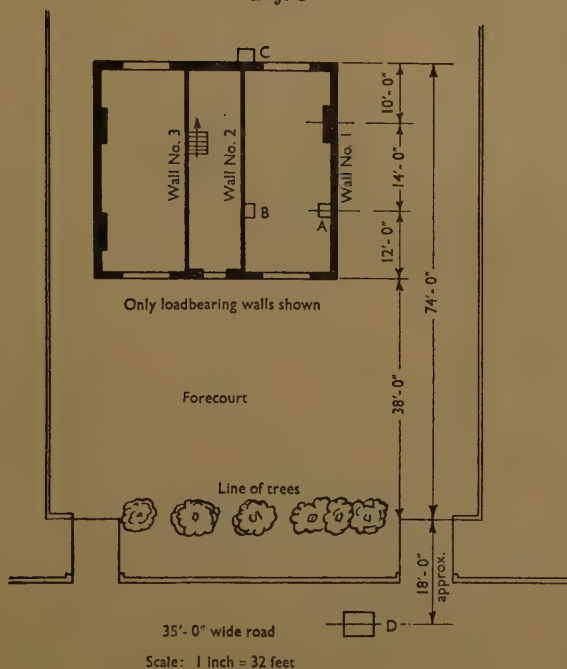 C
10'-0"
Wall No. 3
Wall No. 2
Wall No. 1
14'-0"
B
A
12'-0"
74'-0"
Only loadbearing walls shown
38'-0"
Forecourt
Line of trees
18'-0"
approx.
35'-0" wide road
D
Scale: 1 inch = 32 feet